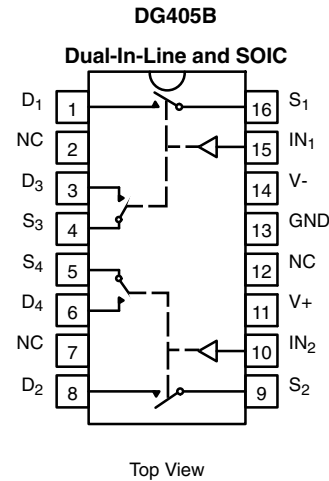 DG405B
Dual-In-Line and SOIC
D1 1 16 S1
NC 2 15 IN1
D3 3 14 V-
S3 4 13 GND
S4 5 12 NC
D4 6 11 V+
NC 7 10 IN2
D2 8 9 S2
Top View